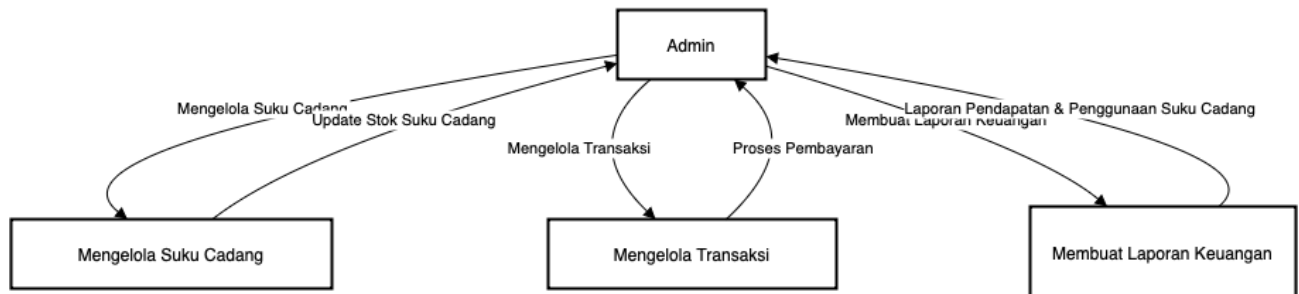 Admin
Mengelola Suku Cadang
Update Stok Suku Cadang
Laporan Pendapatan & Penggunaan Suku Cadang
Membuat Laporan Keuangan
Mengelola Transaksi
Proses Pembayaran
Mengelola Suku Cadang
Mengelola Transaksi
Membuat Laporan Keuangan